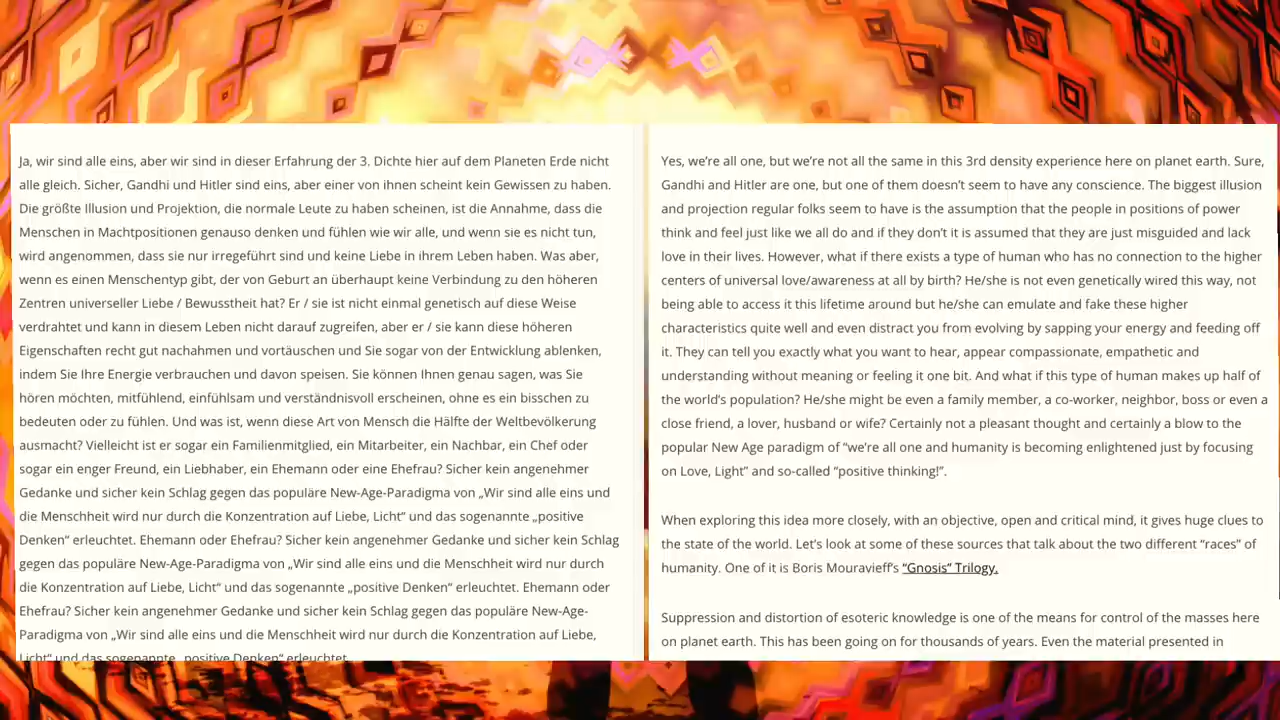 Ja, wir sind alle eins, aber wir sind in dieser Erfahrung der 3. Dichte hier auf dem Planeten Erde nicht
alle gleich. Sicher, Gandhi und Hitler sind eins, aber einer von ihnen scheint kein Gewissen zu haben.
Die größte Illusion und Projektion, die normale Leute zu haben scheinen, ist die Annahme, dass die
Menschen in Machtpositionen genauso denken und fühlen wie wir alle, und wenn sie es nicht tun,
wird angenommen, dass sie nur irregeführt sind und keine Liebe in ihrem Leben haben. Was aber,
wenn es einen Menschentyp gibt, der von Geburt an überhaupt keine Verbindung zu den höheren
Zentren universeller Liebe / Bewusstheit hat? Er / sie ist nicht einmal genetisch auf diese Weise
verdrahtet und kann in diesem Leben nicht darauf zugreifen, aber er / sie kann diese höheren
Eigenschaften recht gut nachahmen und vortäuschen und Sie sogar von der Entwicklung ablenken,
indem Sie Ihre Energie verbrauchen und davon speisen. Sie können Ihnen genau sagen, was Sie
hören möchten, mitfühlend, einfühlsam und verständnisvoll erscheinen, ohne es ein bisschen zu
bedeuten oder zu fühlen. Und was ist, wenn diese Art von Mensch die Hälfte der Weltbevölkerung
ausmacht? Vielleicht ist er sogar ein Familienmitglied, ein Mitarbeiter, ein Nachbar, ein Chef oder
sogar ein enger Freund, ein Liebhaber, ein Ehemann oder eine Ehefrau? Sicher kein angenehmer
Gedanke und sicher kein Schlag gegen das populäre New-Age-Paradigma von „Wir sind alle eins und
die Menschheit wird nur durch die Konzentration auf Liebe, Licht“ und das sogenannte „positive
Denken“ erleuchtet. Ehemann oder Ehefrau? Sicher kein angenehmer Gedanke und sicher kein Schlag
gegen das populäre New-Age-Paradigma von „Wir sind alle eins und die Menschheit wird nur durch
die Konzentration auf Liebe, Licht“ und das sogenannte „positive Denken“ erleuchtet. Ehemann oder
Ehefrau? Sicher kein angenehmer Gedanke und sicher kein Schlag gegen das populäre New-Age-
Paradigma von „Wir sind alle eins und die Menschheit wird nur durch die Konzentration auf Liebe,
Licht“ und das sogenannte „positive Denken“ erleuchtet.
Yes, we’re all one, but we’re not all the same in this 3rd density experience here on planet earth. Sure,
Gandhi and Hitler are one, but one of them doesn’t seem to have any conscience. The biggest illusion
and projection regular folks seem to have is the assumption that the people in positions of power
think and feel just like we all do and if they don’t it is assumed that they are just misguided and lack
love in their lives. However, what if there exists a type of human who has no connection to the higher
centers of universal love/awareness at all by birth? He/she is not even genetically wired this way, not
being able to access it this lifetime around but he/she can emulate and fake these higher
characteristics quite well and even distract you from evolving by sapping your energy and feeding off
it. They can tell you exactly what you want to hear, appear compassionate, empathetic and
understanding without meaning or feeling it one bit. And what if this type of human makes up half of
the world’s population? He/she might be even a family member, a co-worker, neighbor, boss or even a
close friend, a lover, husband or wife? Certainly not a pleasant thought and certainly a blow to the
popular New Age paradigm of “we’re all one and humanity is becoming enlightened just by focusing
on Love, Light” and so-called “positive thinking!”.
When exploring this idea more closely, with an objective, open and critical mind, it gives huge clues to
the state of the world. Let’s look at some of these sources that talk about the two different “races” of
humanity. One of it is Boris Mouravieff’s “Gnosis” Trilogy.
Suppression and distortion of esoteric knowledge is one of the means for control of the masses here
on planet earth. This has been going on for thousands of years. Even the material presented in